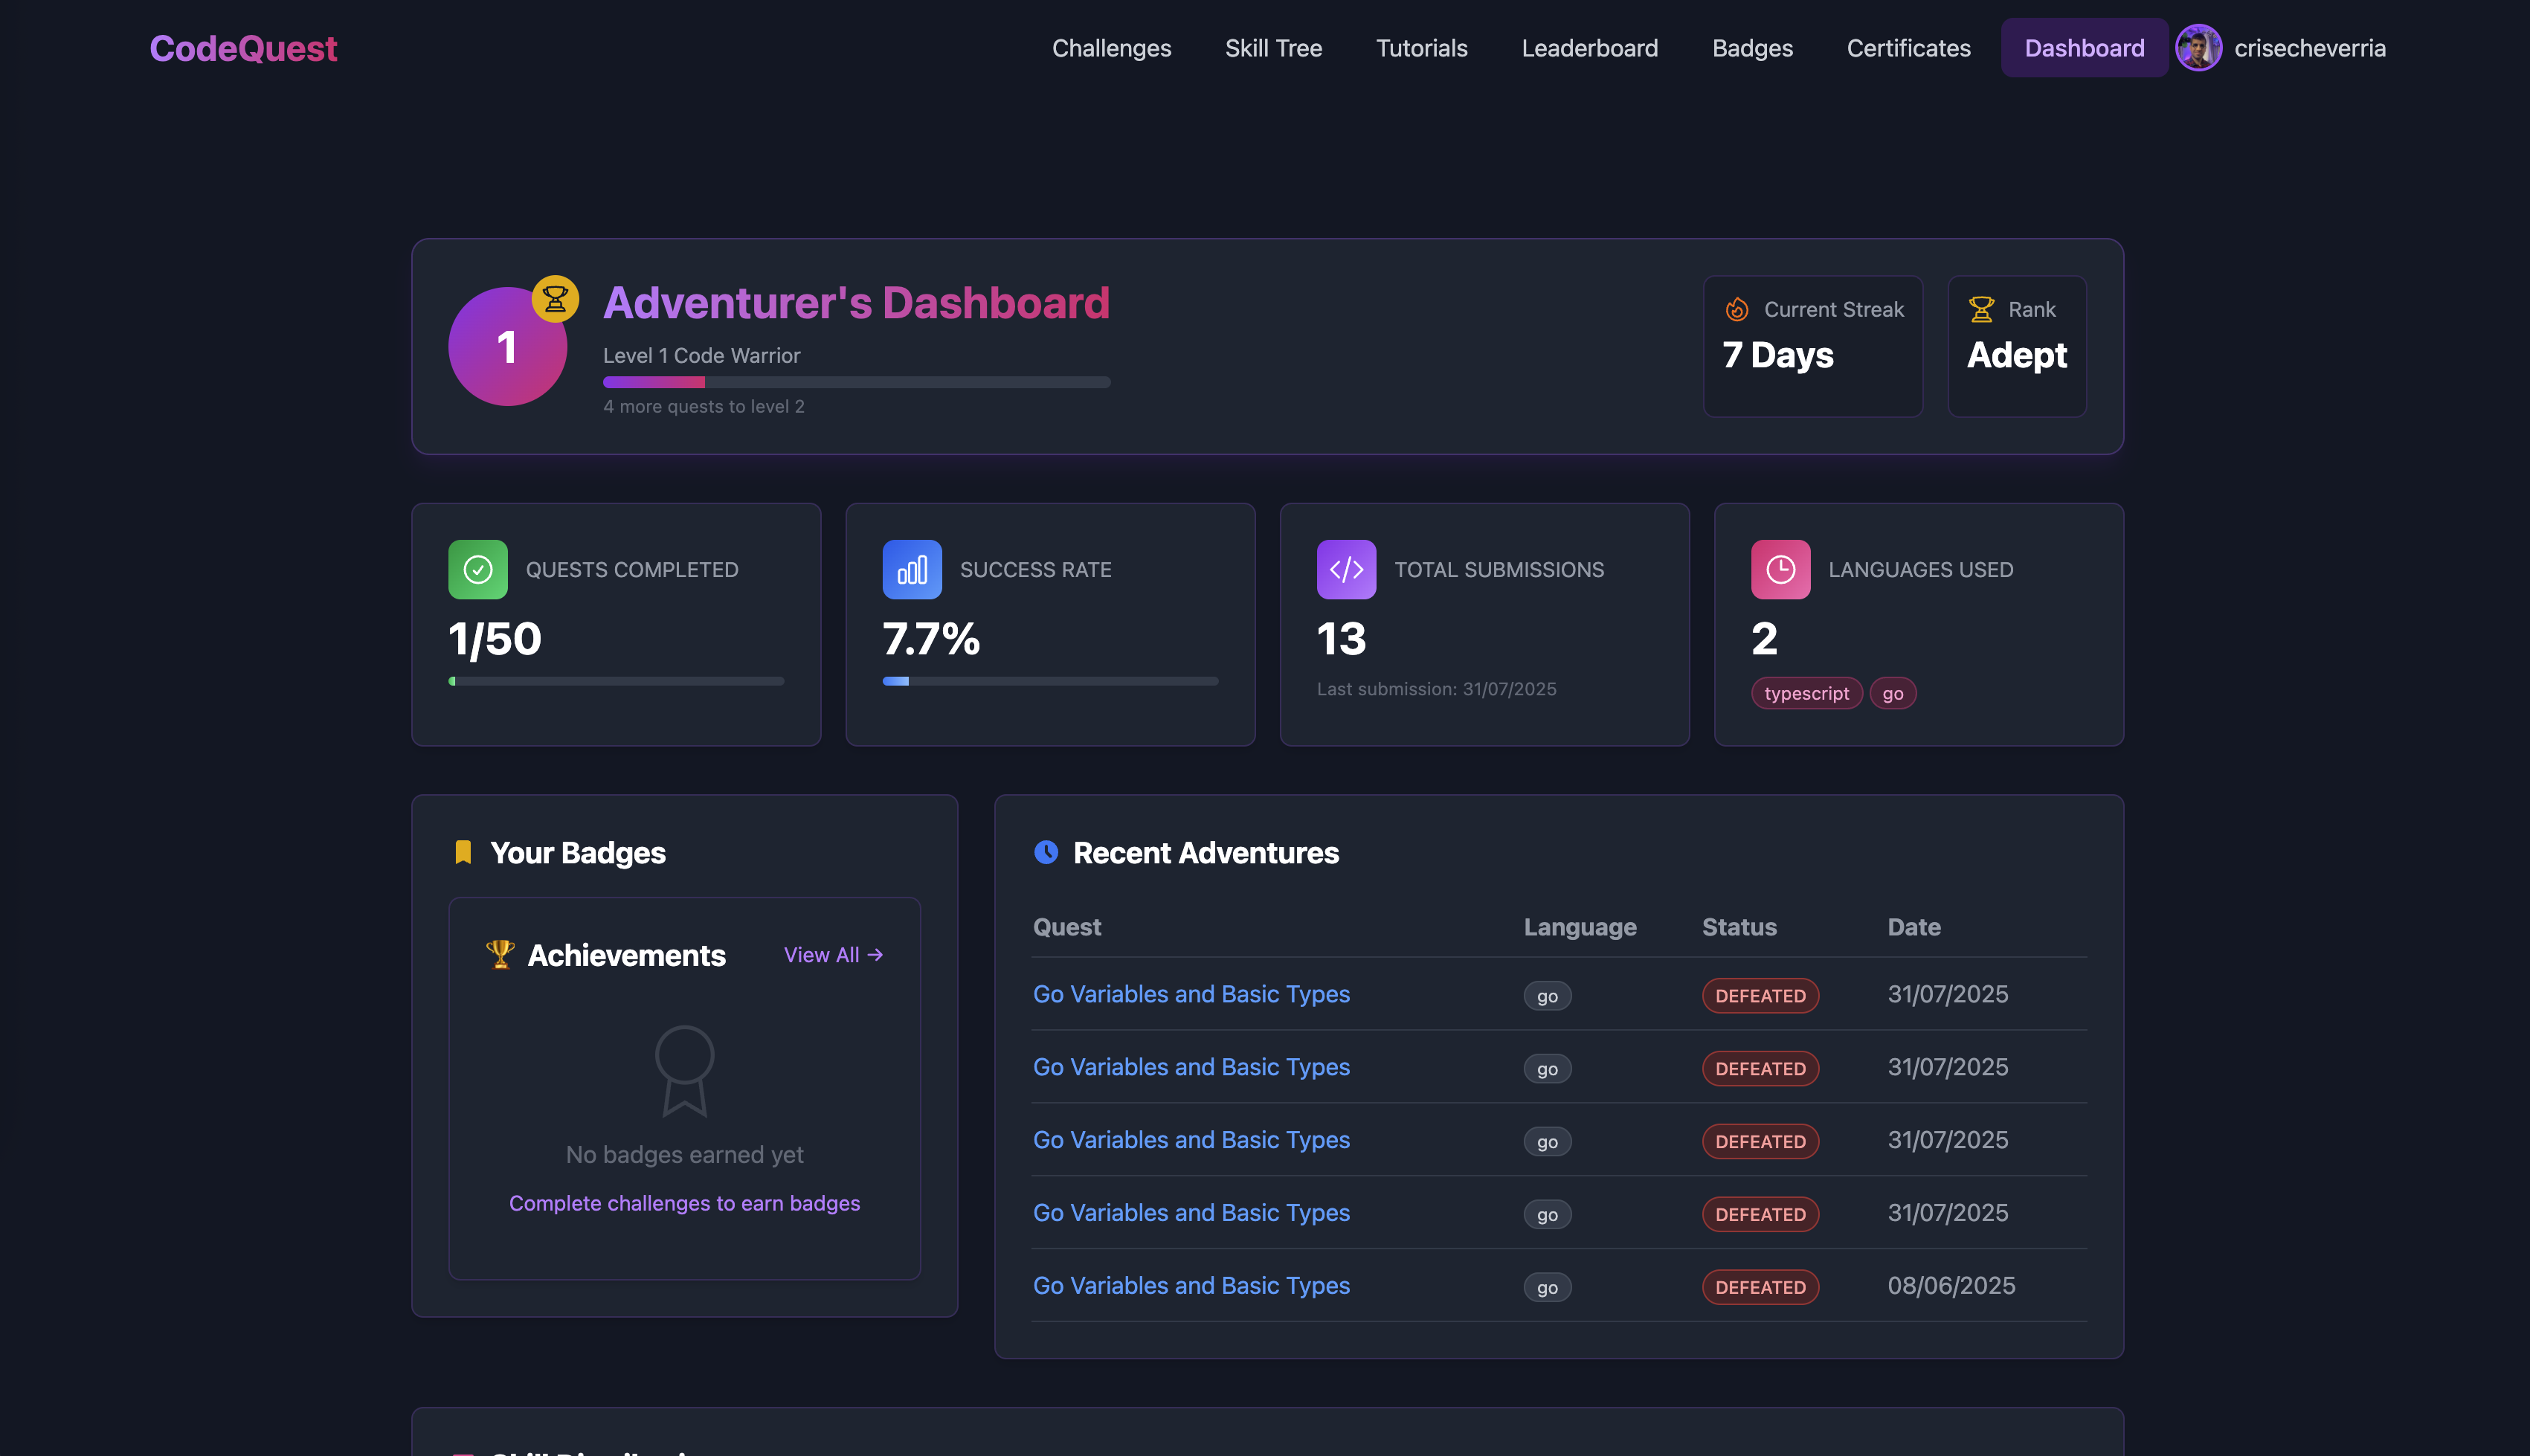 CodeQuest
Challenges Skill Tree Tutorials Leaderboard Badges Certificates Dashboard crisecheverria
1
Adventurer's Dashboard
Level 1 Code Warrior
4 more quests to level 2
Current Streak
7 Days
Rank
Adept
QUESTS COMPLETED
1/50
SUCCESS RATE
7.7%
</> TOTAL SUBMISSIONS
13
Last submission: 31/07/2025
LANGUAGES USED
2
typescript go
Your Badges
Achievements View All →
No badges earned yet
Complete challenges to earn badges
Recent Adventures
Quest Language Status Date
Go Variables and Basic Types go DEFEATED 31/07/2025
Go Variables and Basic Types go DEFEATED 31/07/2025
Go Variables and Basic Types go DEFEATED 31/07/2025
Go Variables and Basic Types go DEFEATED 31/07/2025
Go Variables and Basic Types go DEFEATED 08/06/2025